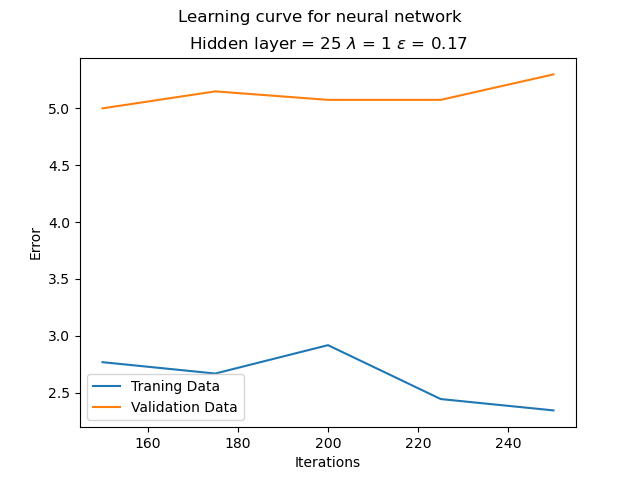 Learning curve for neural network
Hidden layer = 25 λ = 1 ε = 0.17
5.0
4.5
4.0
3.5
3.0
2.5
Error
Traning Data
Validation Data
160 180 200 220 240
Iterations